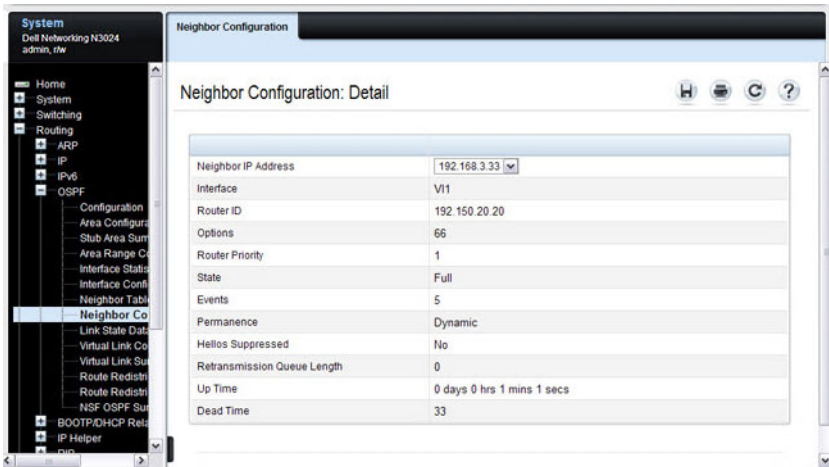 System
Dell Networking N3024
admin, r/w
Home
System
Switching
Routing
ARP
IP
IPv6
OSPF
Configuration
Area Configura
Stub Area Sum
Area Range Co
Interface Statis
Interface Confi
Neighbor Tabl
Neighbor Co
Link State Data
Virtual Link Co
Virtual Link Su
Route Redistri
Route Redistri
NSF OSPF Sur
BOOTP/DHCP Rela
IP Helper
Neighbor Configuration
Neighbor Configuration: Detail
Neighbor IP Address 192.168.3.33
Interface Vl1
Router ID 192.150.20.20
Options 66
Router Priority 1
State Full
Events 5
Permanence Dynamic
Hellos Suppressed No
Retransmission Queue Length 0
Up Time 0 days 0 hrs 1 mins 1 secs
Dead Time 33